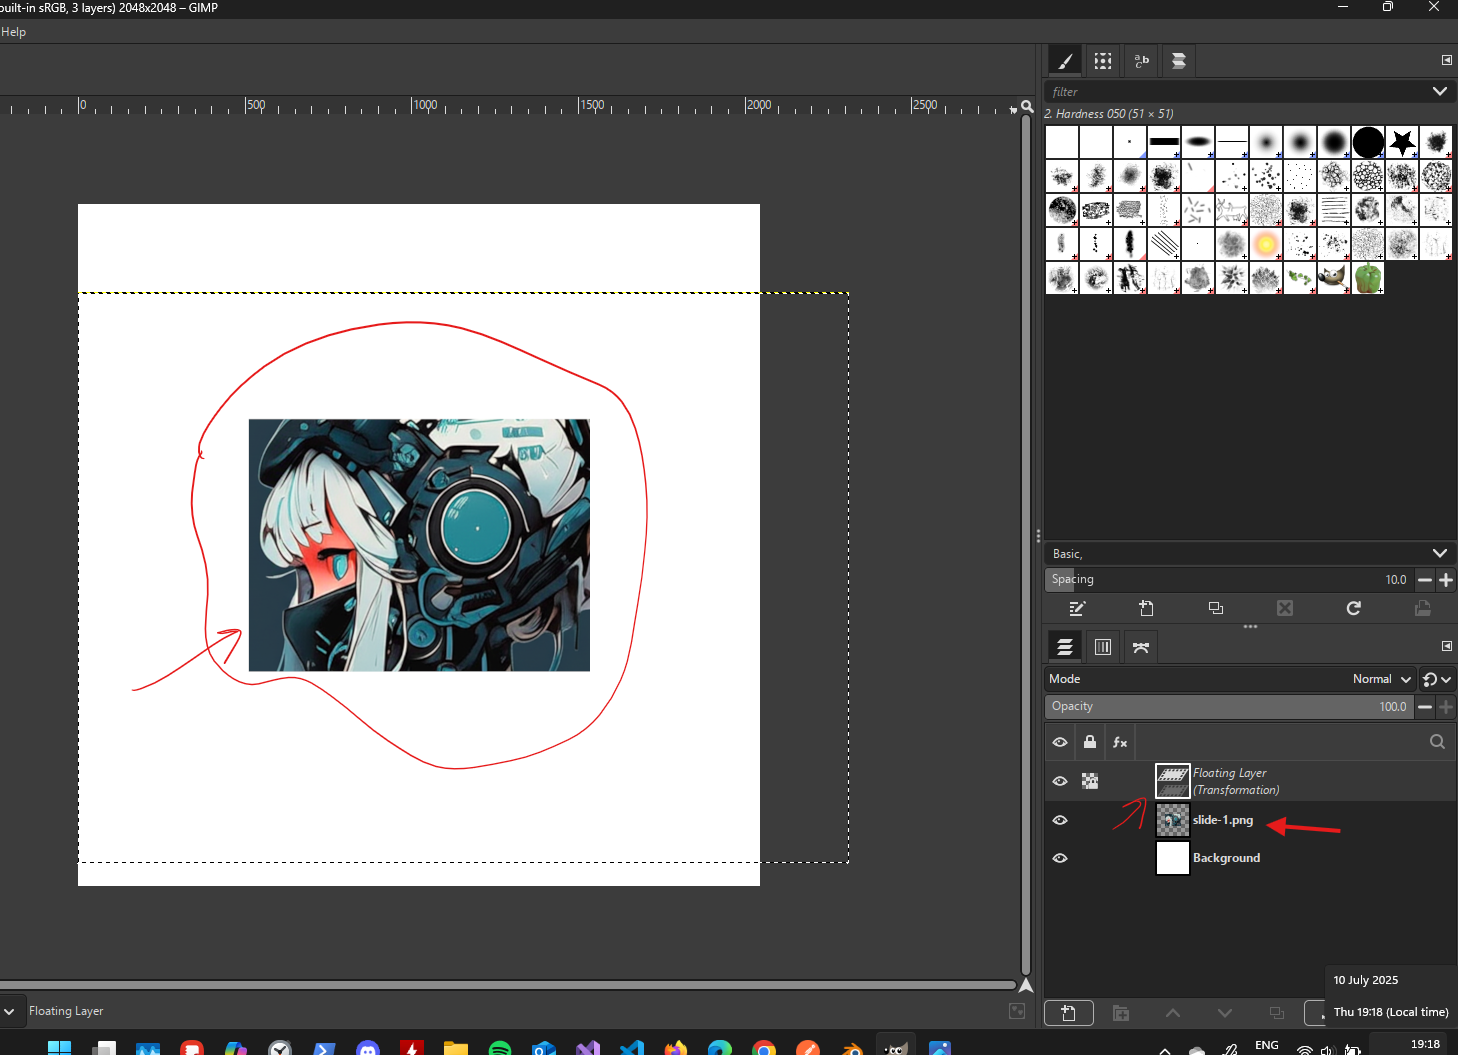 built-in sRGB, 3 layers) 2048x2048 – GIMP
Help
0 500 1000 1500 2000 2500
filter
2. Hardness 050 (51 × 51)
Basic,
Spacing 10.0
Mode Normal
Opacity 100.0
fx
Floating Layer
(Transformation)
slide-1.png
Background
10 July 2025
Thu 19:18 (Local time)
Floating Layer
ENG 19:18